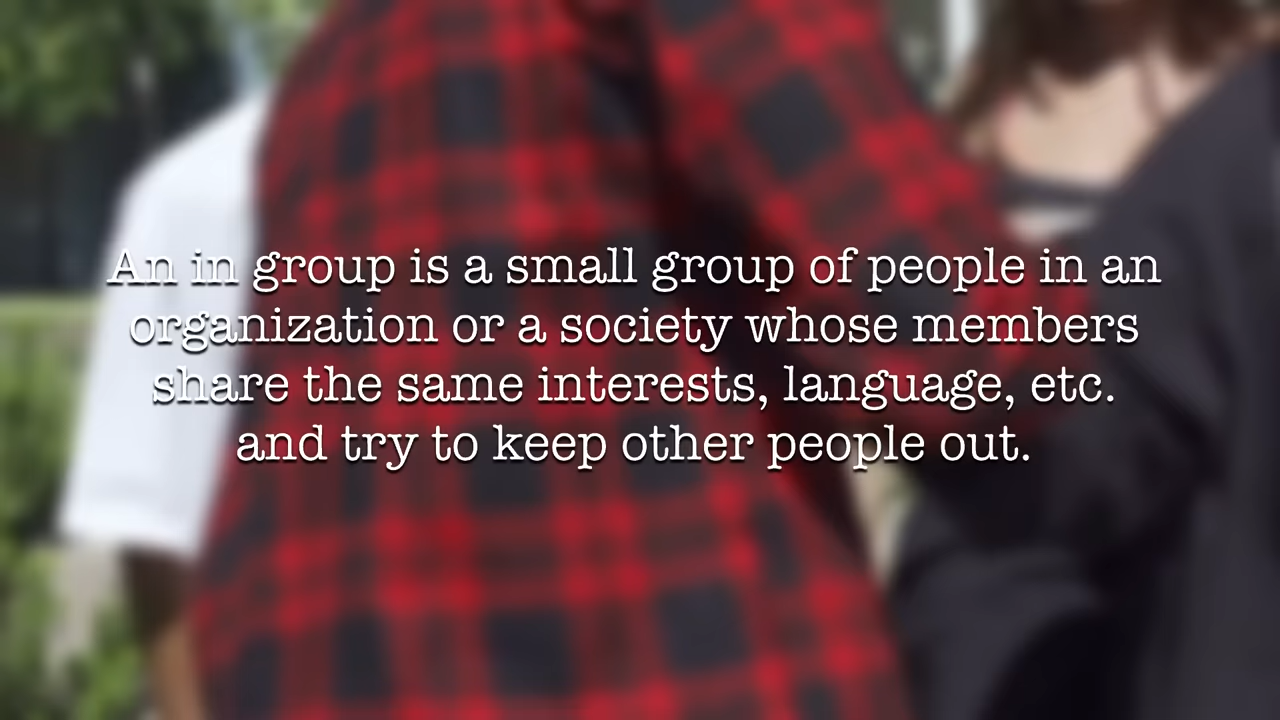 An in group is a small group of people in an
organization or a society whose members
share the same interests, language, etc.
and try to keep other people out.